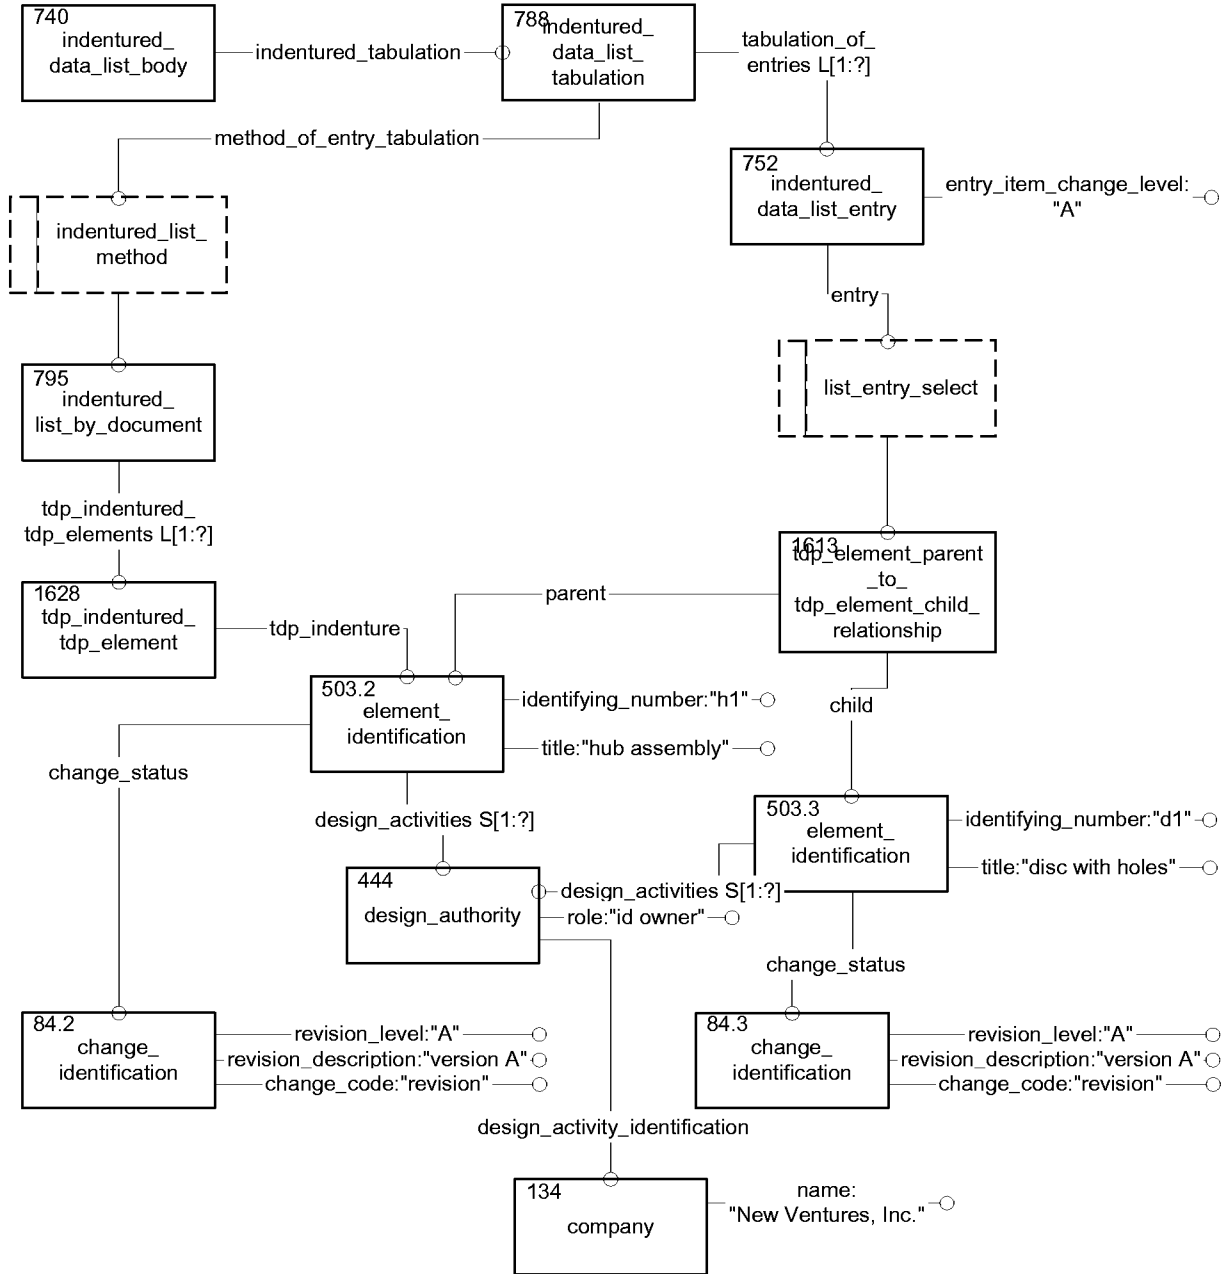 740
indentured_
data_list_body
indentured_tabulation
788
indentured_
data_list_
tabulation
tabulation_of_
entries L[1:?]
method_of_entry_tabulation
752
indentured_
data_list_entry
entry_item_change_level:
"A"
indentured_list_
method
entry
list_entry_select
795
indentured_
list_by_document
tdp_indentured_
tdp_elements L[1:?]
1613
tdp_element_parent
_to_
tdp_element_child_
relationship
1628
tdp_indentured_
tdp_element
tdp_indenture
parent
503.2
element_
identification
identifying_number:"h1"
title:"hub assembly"
child
change_status
design_activities S[1:?]
503.3
element_
identification
identifying_number:"d1"
title:"disc with holes"
444
design_authority
design_activities S[1:?]
role:"id owner"
change_status
84.2
change_
identification
revision_level:"A"
revision_description:"version A"
change_code:"revision"
84.3
change_
identification
revision_level:"A"
revision_description:"version A"
change_code:"revision"
design_activity_identification
134
company
name:
"New Ventures, Inc."